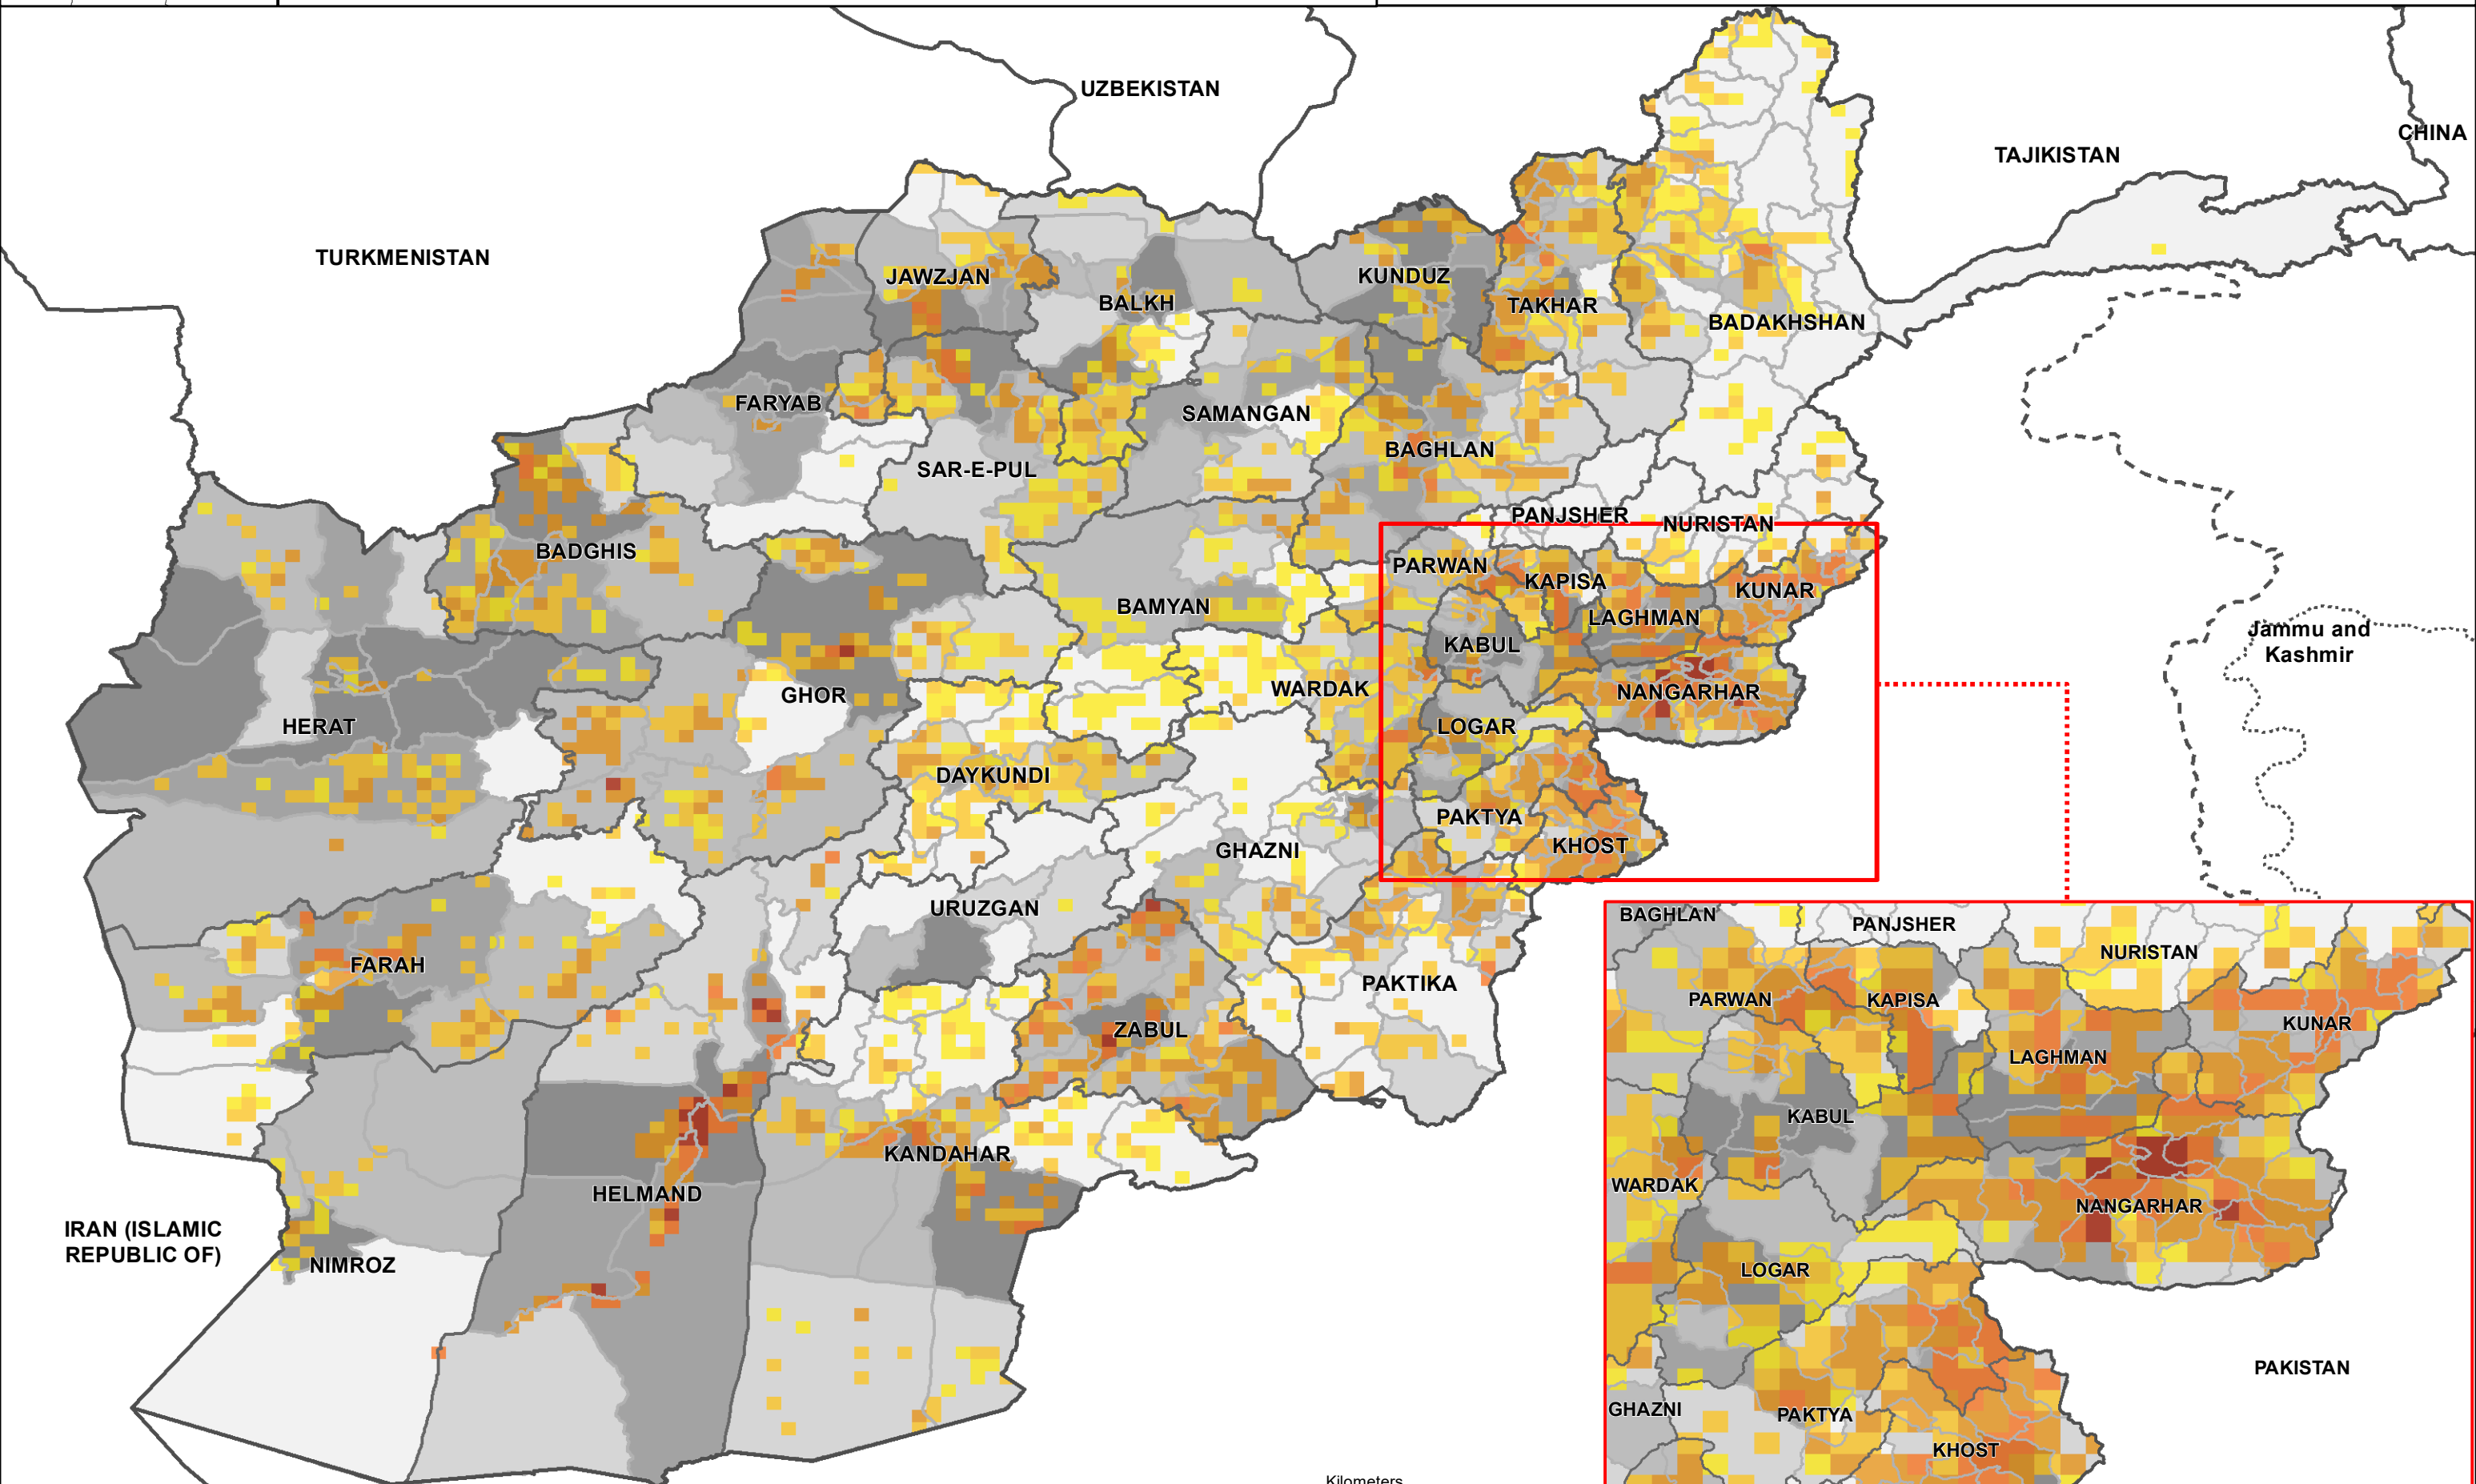 UZBEKISTAN
CHINA
TAJIKISTAN
TURKMENISTAN
JAWZJAN
KUNDUZ
BALKH
TAKHAR
BADAKHSHAN
FARYAB
SAMANGAN
BAGHLAN
SAR-E-PUL
PANJSHER
NURISTAN
BADGHIS
PARWAN
KAPISA
KUNAR
BAMYAN
LAGHMAN
Jammu and
Kashmir
KABUL
WARDAK
NANGARHAR
GHOR
HERAT
LOGAR
DAYKUNDI
PAKTYA
KHOST
GHAZNI
URUZGAN
FARAH
PAKTIKA
ZABUL
KANDAHAR
HELMAND
IRAN (ISLAMIC
REPUBLIC OF)
NIMROZ
BAGHLAN
PANJSHER
NURISTAN
PARWAN
KAPISA
KUNAR
LAGHMAN
KABUL
WARDAK
NANGARHAR
LOGAR
PAKISTAN
GHAZNI
PAKTYA
KHOST
Kilometers